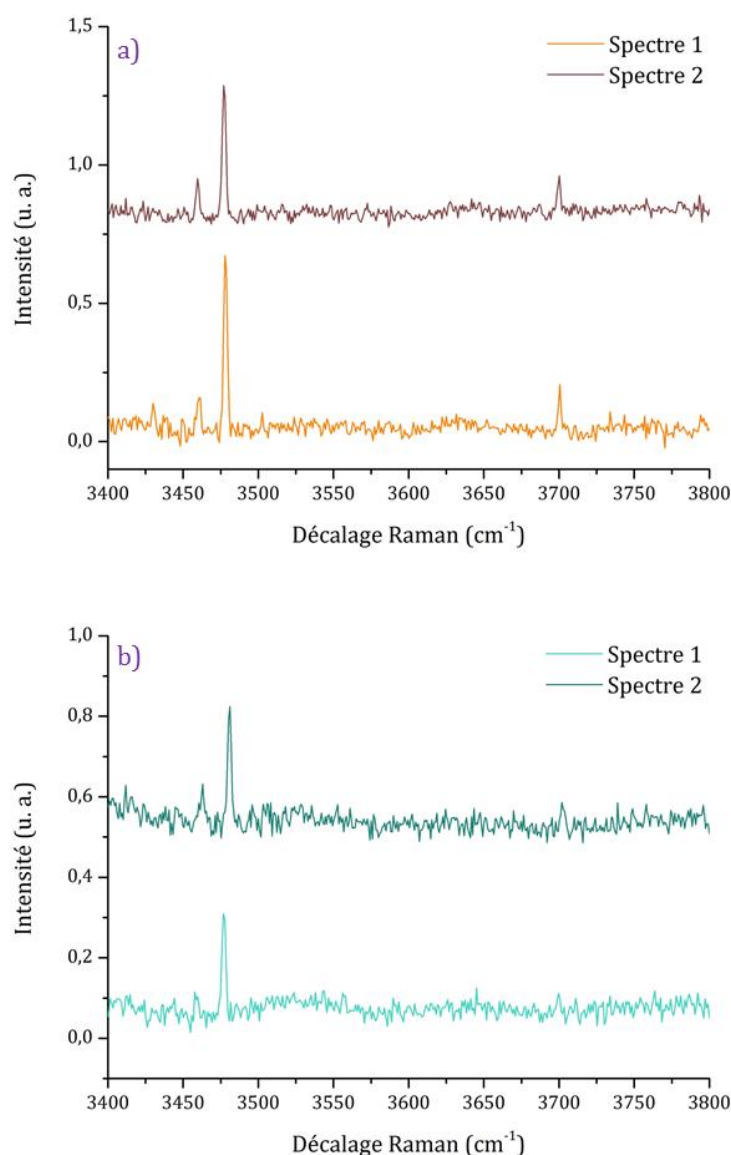 a)
Spectre 1
Spectre 2
1,5
1,0
0,5
0,0
Intensité (u. a.)
3400 3450 3500 3550 3600 3650 3700 3750 3800
Décalage Raman (cm⁻¹)
b)
Spectre 1
Spectre 2
1,0
0,8
0,6
0,4
0,2
0,0
Intensité (u. a.)
3400 3450 3500 3550 3600 3650 3700 3750 3800
Décalage Raman (cm⁻¹)